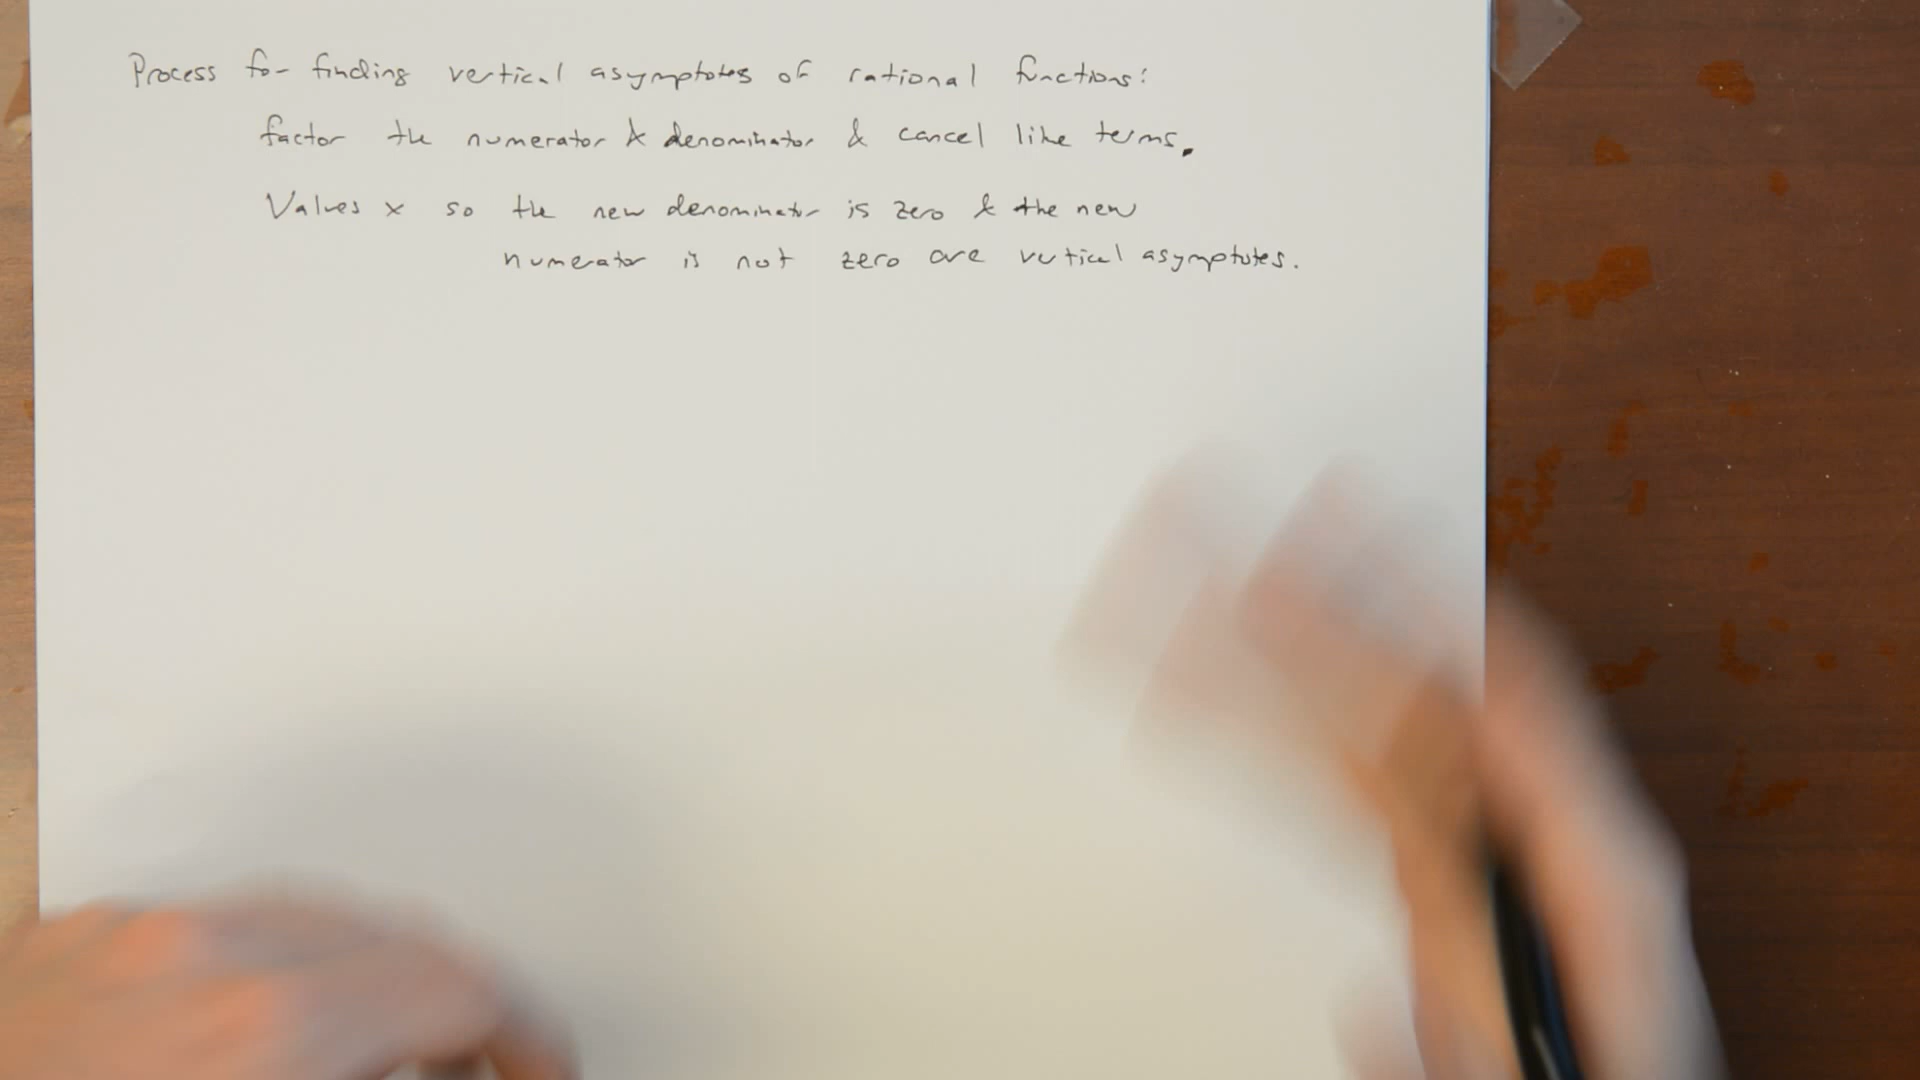 Process for finding vertical asymptotes of rational functions:
factor the numerator & denominator & cancel like terms.
Values x so the new denominator is zero & the new
numerator is not zero are vertical asymptotes.